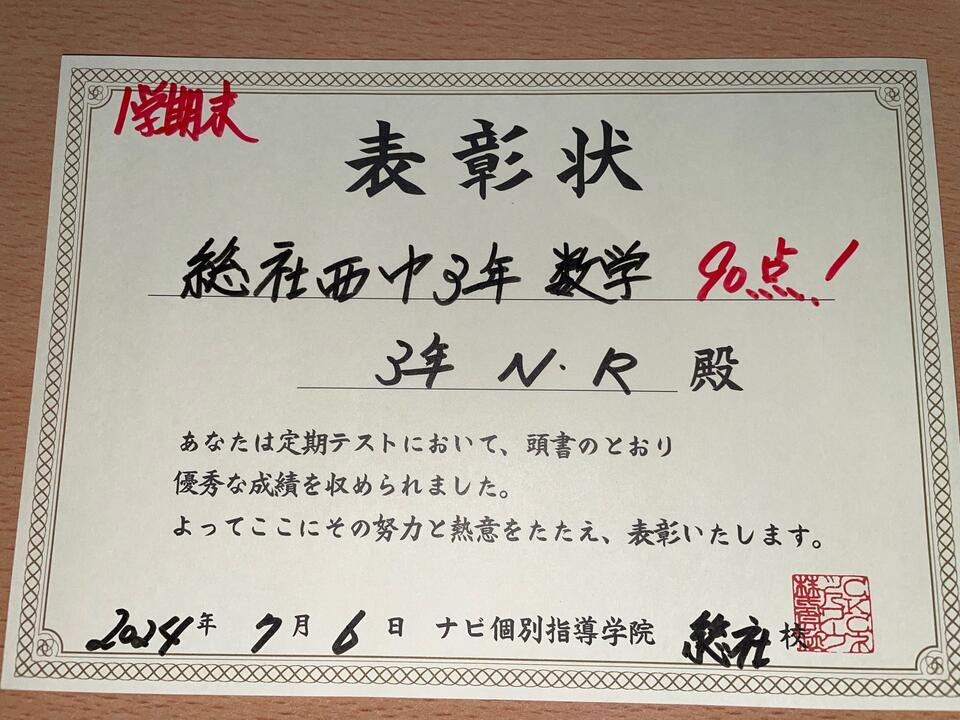 1学期末
表彰状
総社西中3年 数学 90点!
3年 N・R 殿
あなたは定期テストにおいて、頭書のとおり
優秀な成績を収められました。
よってここにその努力と熱意をたたえ、表彰いたします。
2024年 7月 6日 ナビ個別指導学院 総社校